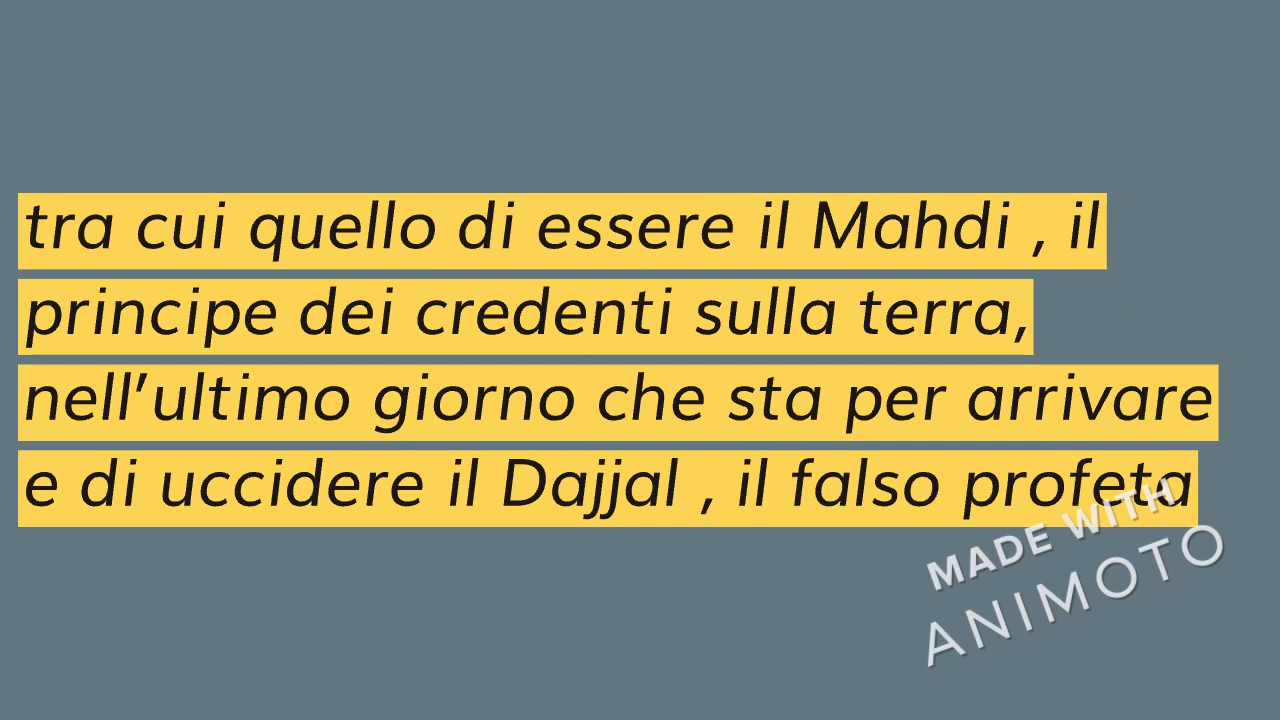 tra cui quello di essere il Mahdi , il
principe dei credenti sulla terra,
nell’ultimo giorno che sta per arrivare
e di uccidere il Dajjal , il falso profeta
MADE WITH
ANIMOTO